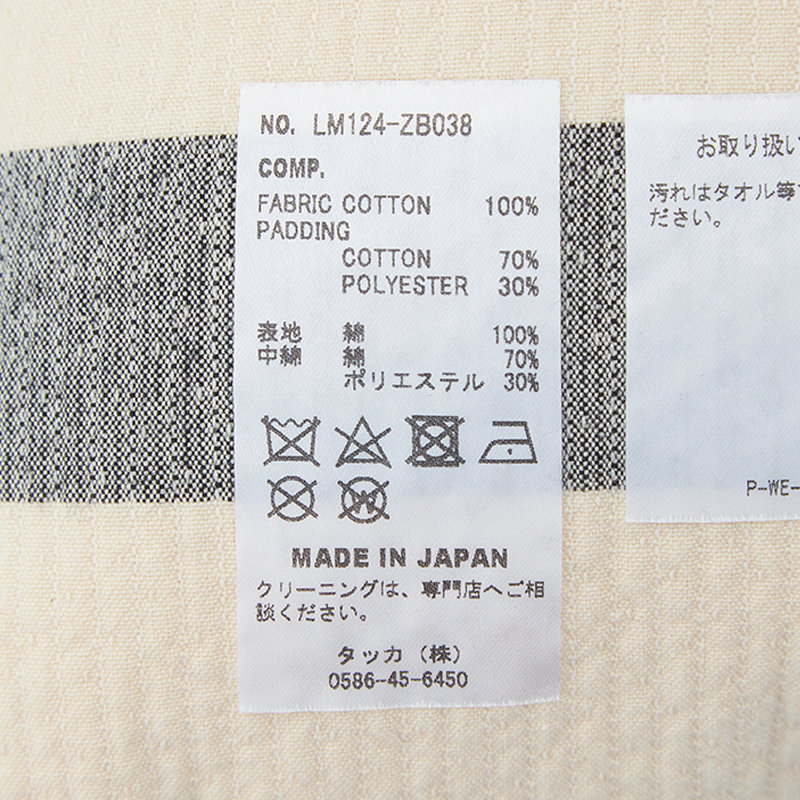 NO. LM124-ZB038
COMP.
FABRIC COTTON 100%
PADDING
COTTON 70%
POLYESTER 30%
表地 綿 100%
中綿 綿 70%
ポリエステル 30%
W
MADE IN JAPAN
クリーニングは、専門店へご相
談ください。
タッカ(株)
0586-45-6450
お取り扱い
汚れはタオル等
ださい。
P-WE-